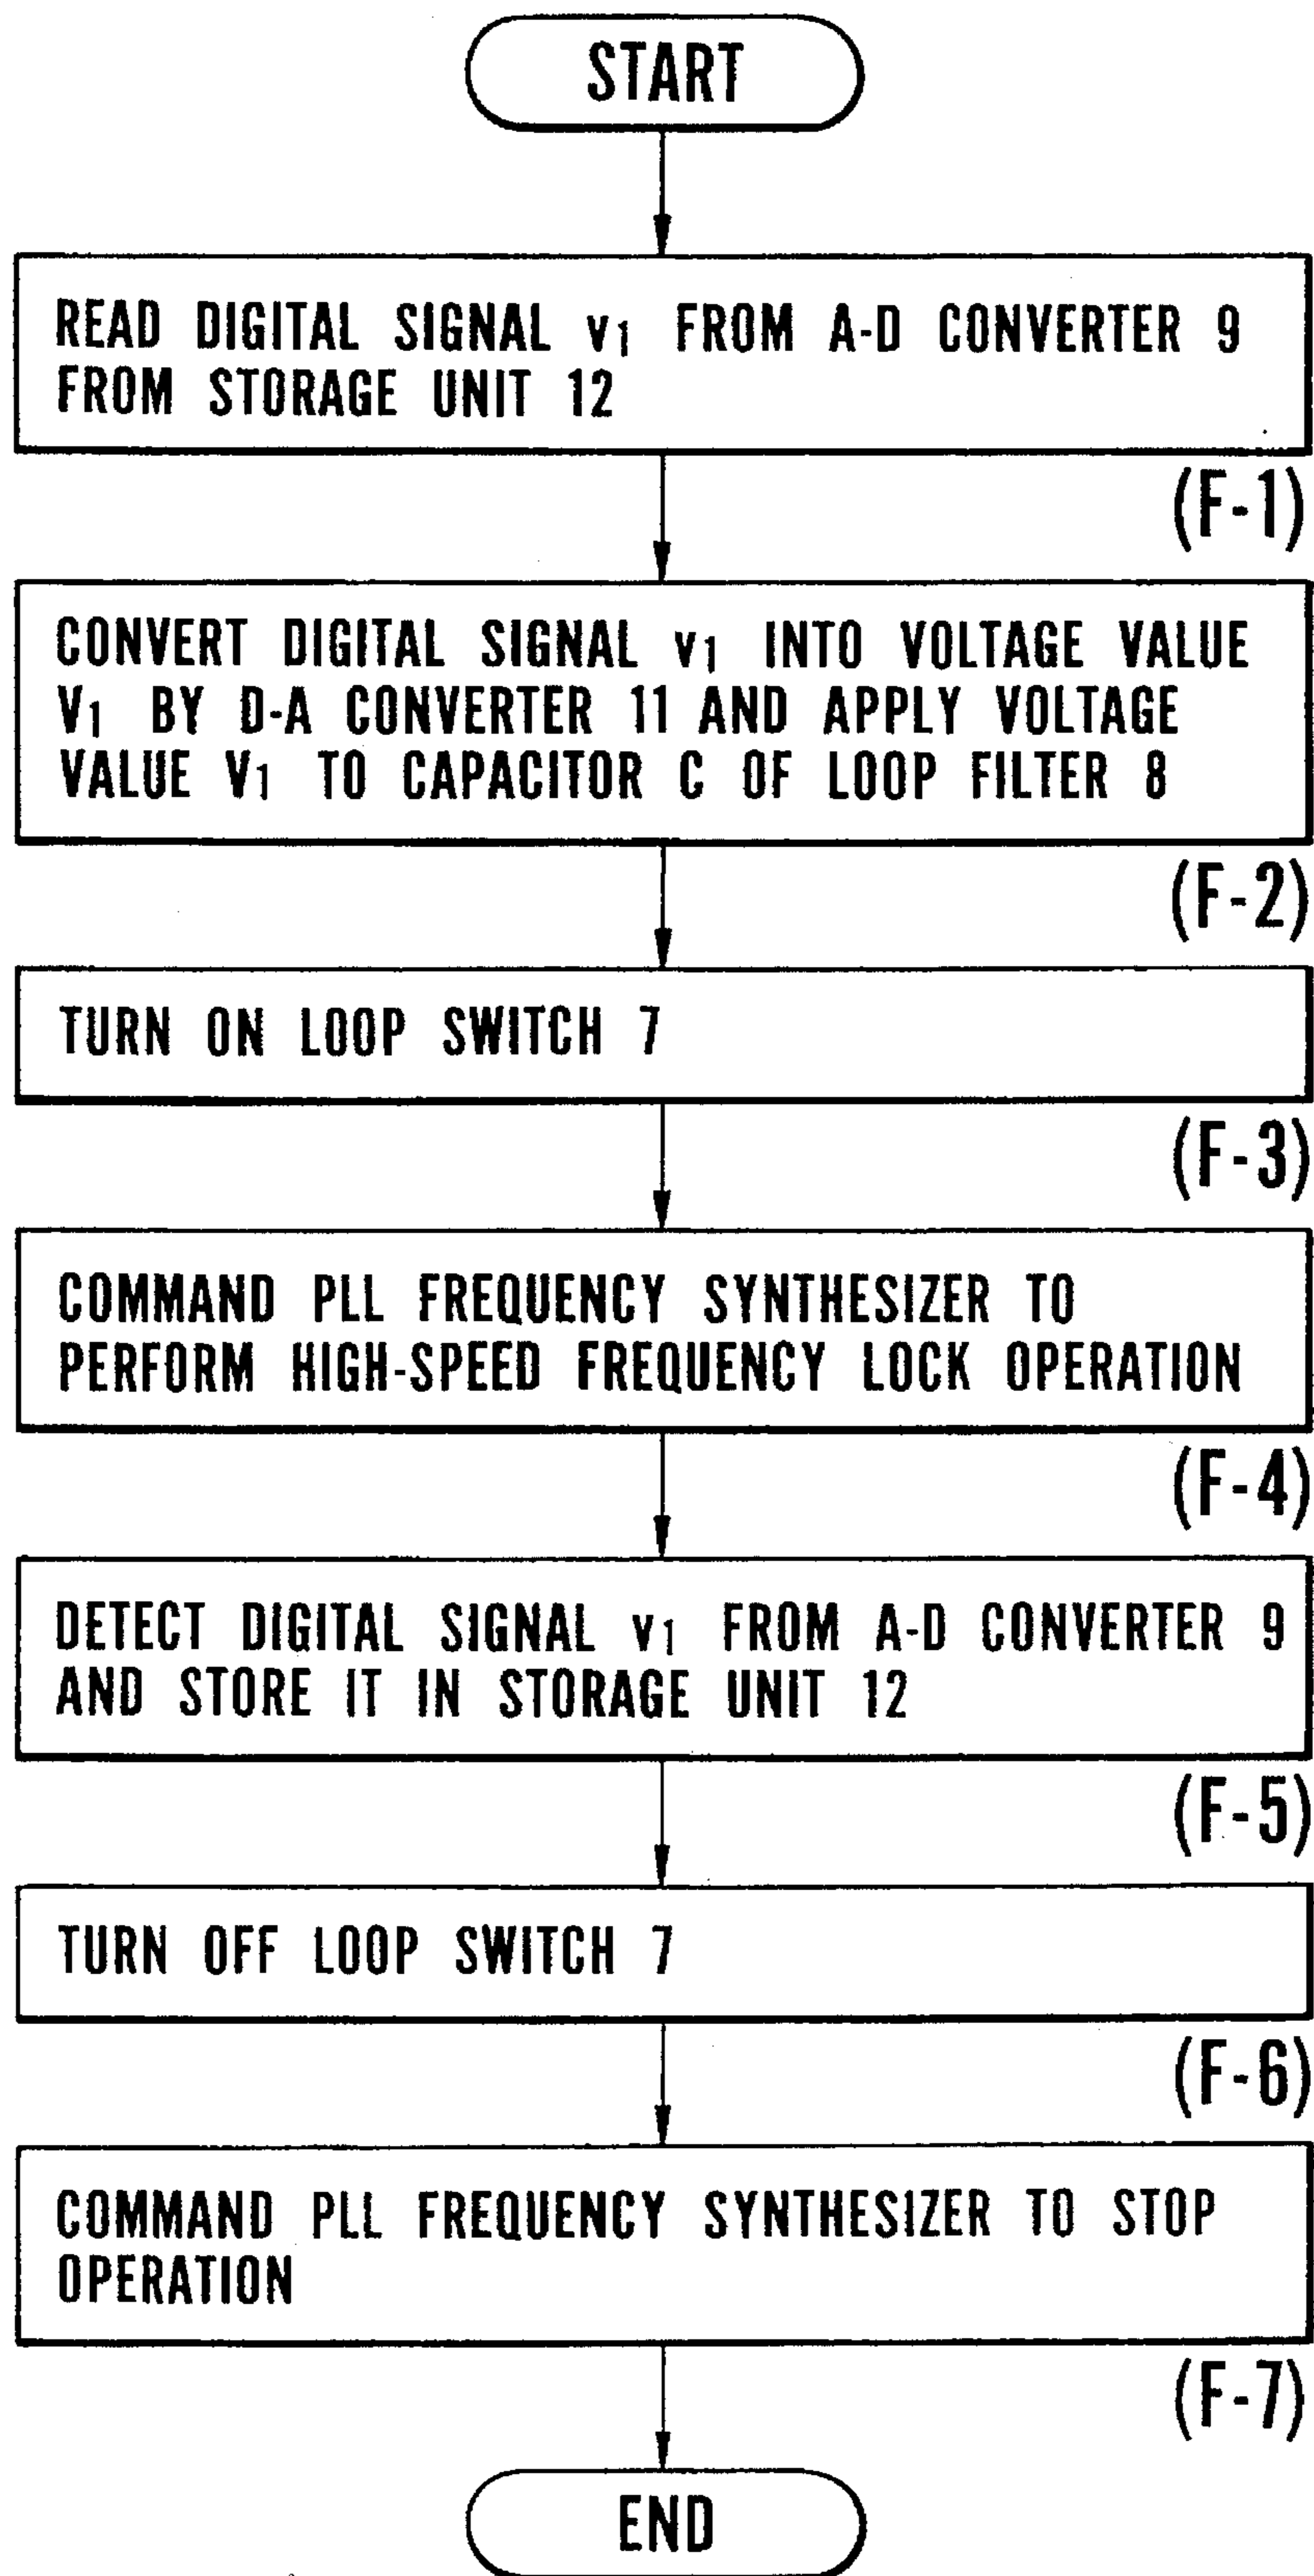 START
READ DIGITAL SIGNAL v1 FROM A-D CONVERTER 9
FROM STORAGE UNIT 12
(F-1)
CONVERT DIGITAL SIGNAL v1 INTO VOLTAGE VALUE
V1 BY D-A CONVERTER 11 AND APPLY VOLTAGE
VALUE V1 TO CAPACITOR C OF LOOP FILTER 8
(F-2)
TURN ON LOOP SWITCH 7
(F-3)
COMMAND PLL FREQUENCY SYNTHESIZER TO
PERFORM HIGH-SPEED FREQUENCY LOCK OPERATION
(F-4)
DETECT DIGITAL SIGNAL v1 FROM A-D CONVERTER 9
AND STORE IT IN STORAGE UNIT 12
(F-5)
TURN OFF LOOP SWITCH 7
(F-6)
COMMAND PLL FREQUENCY SYNTHESIZER TO STOP
OPERATION
(F-7)
END